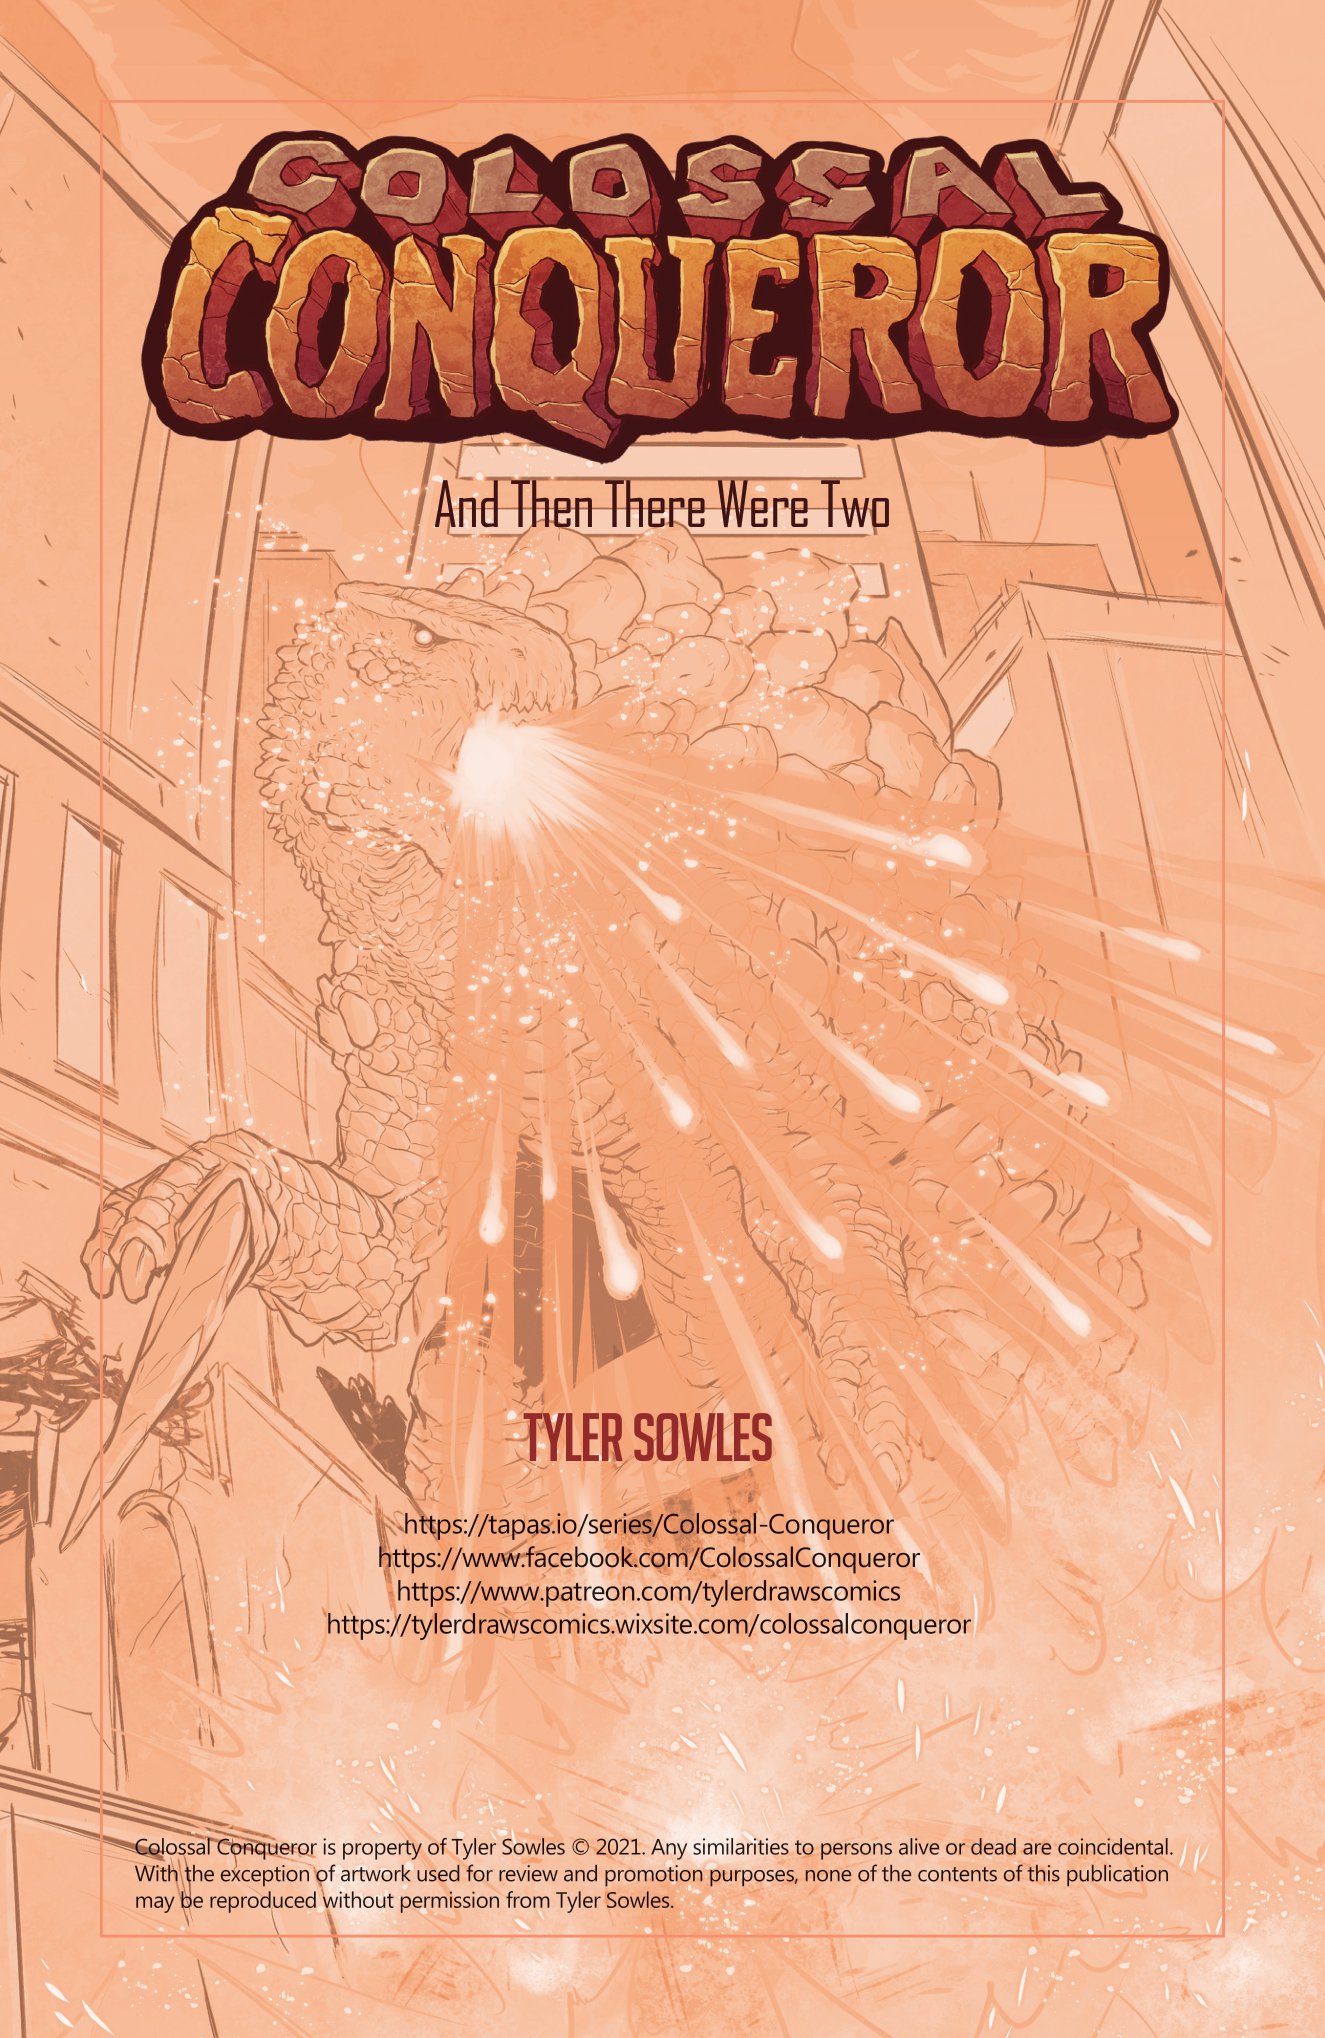 COLOSSAL
CONQUEROR
And Then There Were Two
TYLER SOWLES
https://tapas.io/series/Colossal-Conqueror
https://www.facebook.com/ColossalConqueror
https://www.patreon.com/tylerdrawscomics
https://tylerdrawscomics.wixsite.com/colossalconqueror
Colossal Conqueror is property of Tyler Sowles © 2021. Any similarities to persons alive or dead are coincidental.
With the exception of artwork used for review and promotion purposes, none of the contents of this publication
may be reproduced without permission from Tyler Sowles.